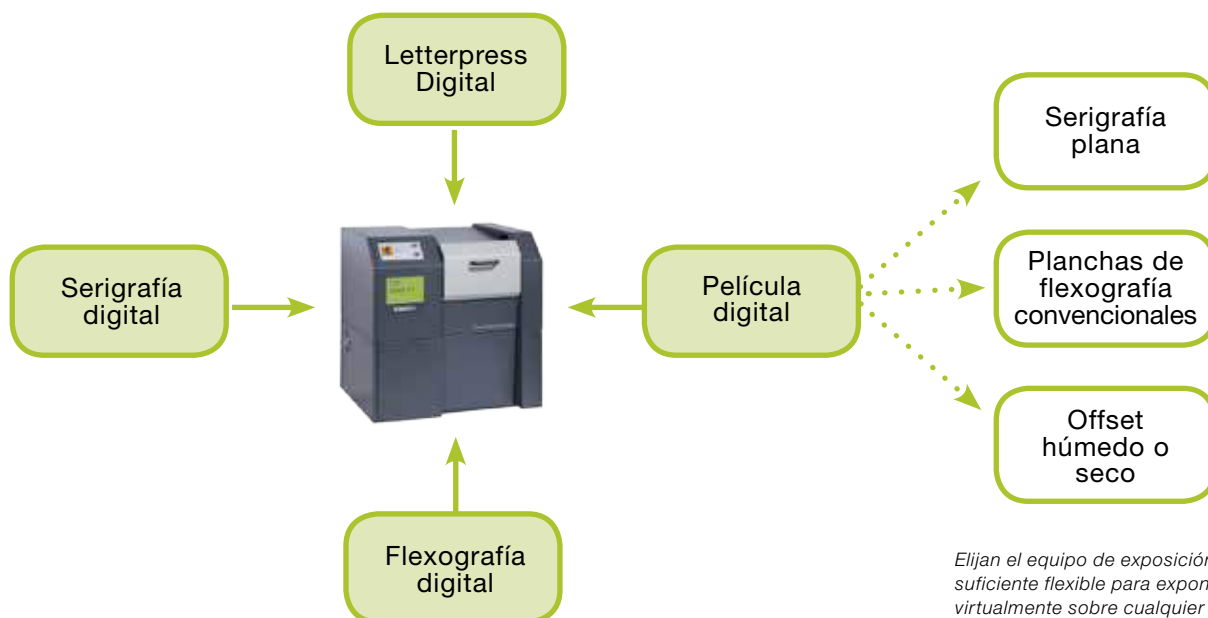 Letterpress
Digital
Serigrafía
digital
Película
digital
Flexografía
digital
Serigrafía
plana
Planchas de
flexografía
convencionales
Offset
húmedo o
seco
Elijan el equipo de exposición
suficiente flexible para expon
virtualmente sobre cualquier